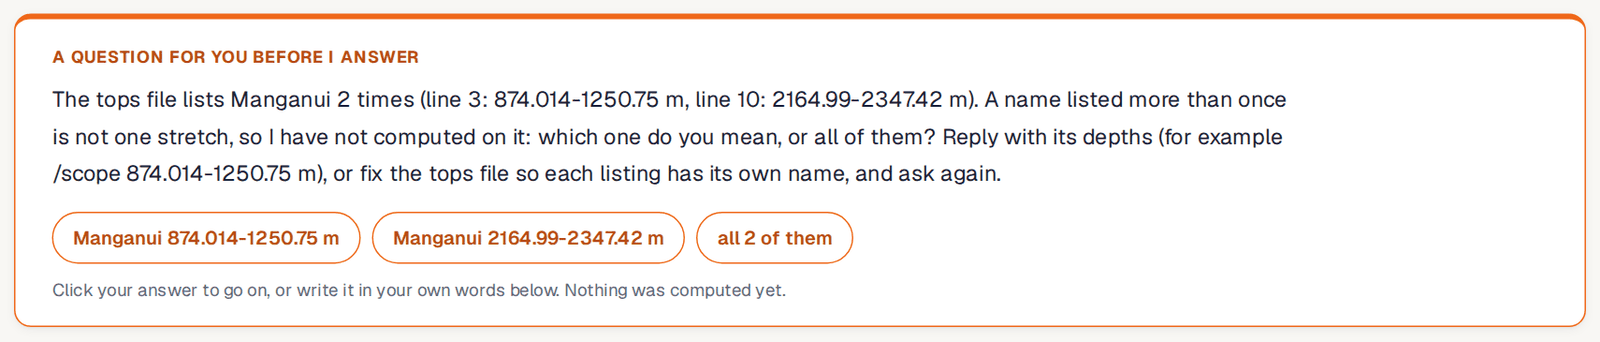 A QUESTION FOR YOU BEFORE I ANSWER
The tops file lists Manganui 2 times (line 3: 874.014-1250.75 m, line 10: 2164.99-2347.42 m). A name listed more than once
is not one stretch, so I have not computed on it: which one do you mean, or all of them? Reply with its depths (for example
/scope 874.014-1250.75 m), or fix the tops file so each listing has its own name, and ask again.
Manganui 874.014-1250.75 m Manganui 2164.99-2347.42 m all 2 of them
Click your answer to go on, or write it in your own words below. Nothing was computed yet.